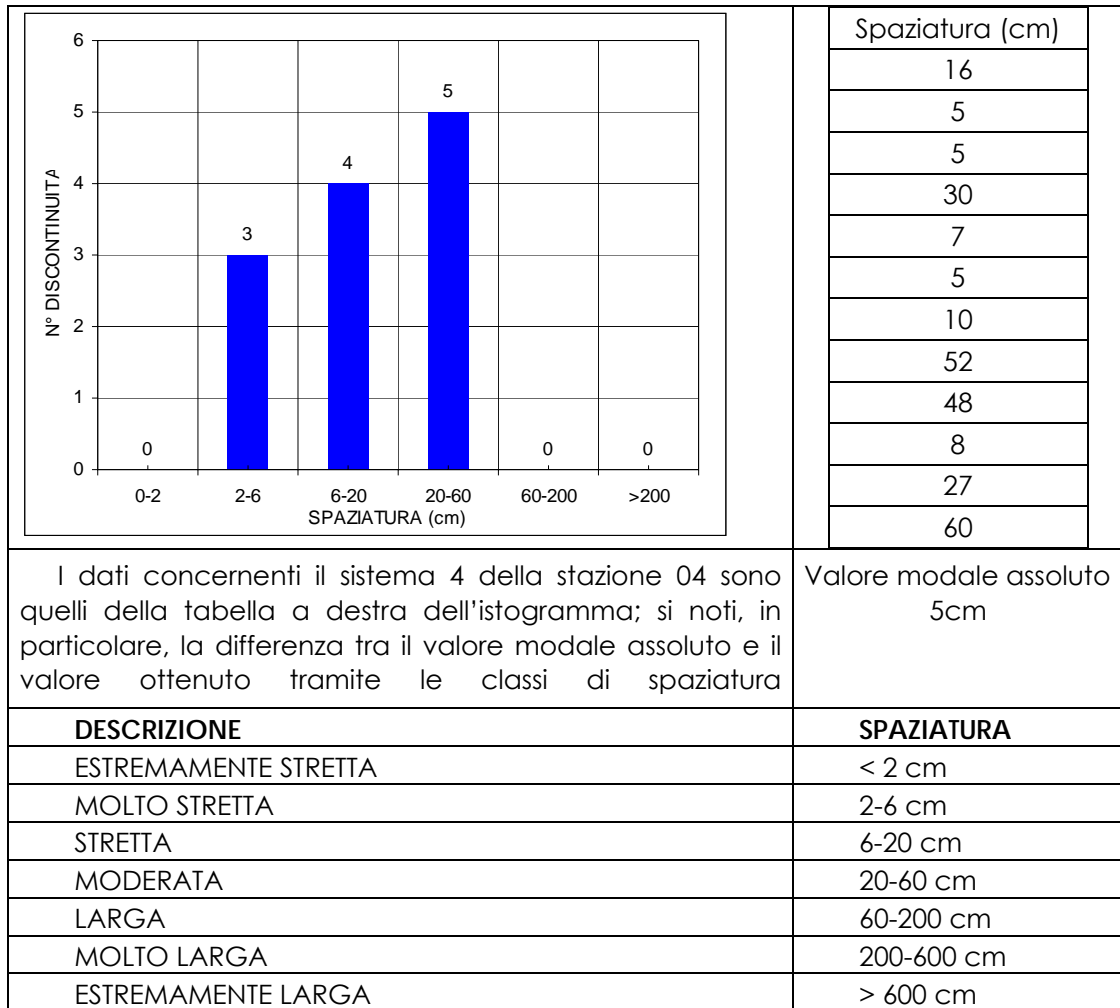 6
5
4
3
2
1
0
N° DISCONTINUITA
0
3
4
5
0
0
0-2 2-6 6-20 20-60 60-200 >200
SPAZIATURA (cm)
Spaziatura (cm)
16
5
5
30
7
5
10
52
48
8
27
60
I dati concernenti il sistema 4 della stazione 04 sono
quelli della tabella a destra dell’istogramma; si noti, in
particolare, la differenza tra il valore modale assoluto e il
valore ottenuto tramite le classi di spaziatura
Valore modale assoluto
5cm
DESCRIZIONE SPAZIATURA
ESTREMAMENTE STRETTA < 2 cm
MOLTO STRETTA 2-6 cm
STRETTA 6-20 cm
MODERATA 20-60 cm
LARGA 60-200 cm
MOLTO LARGA 200-600 cm
ESTREMAMENTE LARGA > 600 cm